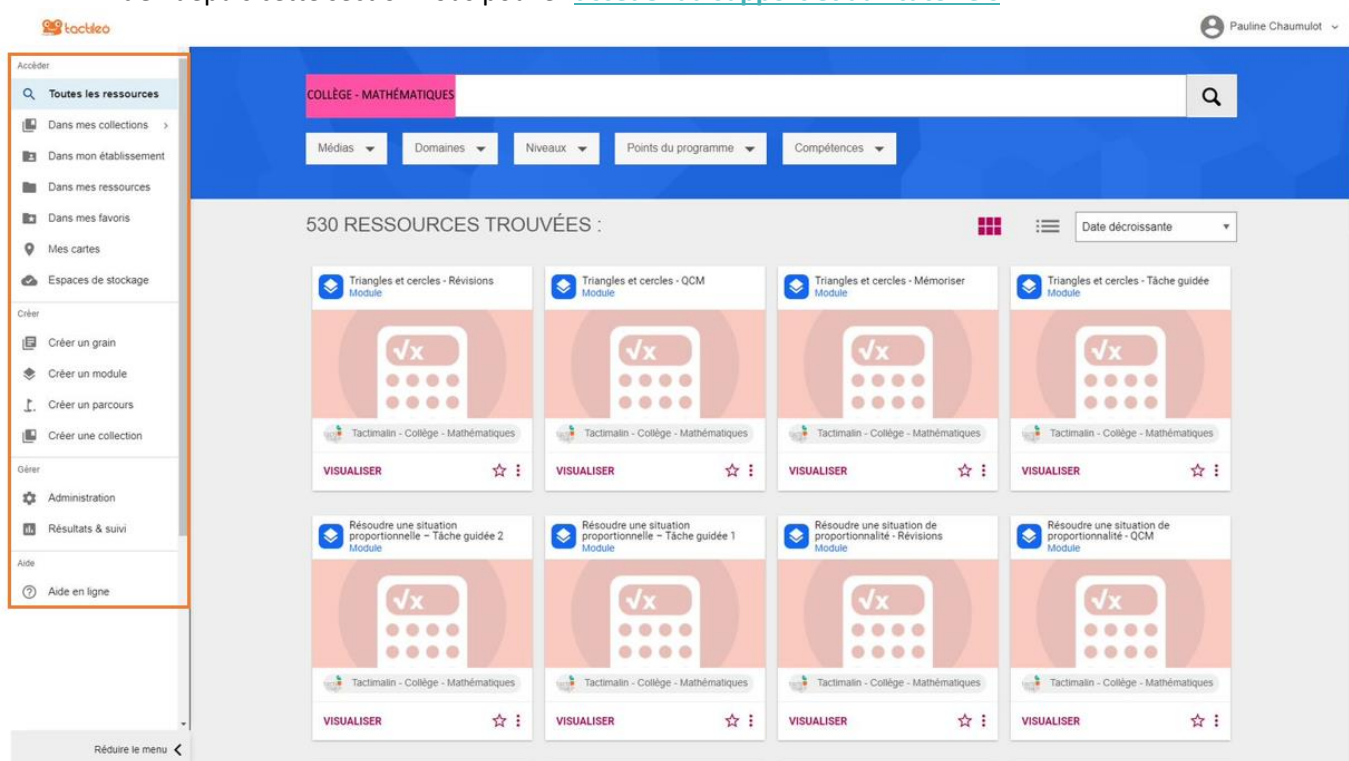 tactileo
Pauline Chaumulot
Accéder
Toutes les ressources
Dans mes collections
Dans mon établissement
Dans mes ressources
Dans mes favoris
Mes cartes
Espaces de stockage
Créer
Créer un grain
Créer un module
Créer un parcours
Créer une collection
Gérer
Administration
Résultats & suivi
Aide
Aide en ligne
Réduire le menu
COLLÈGE - MATHÉMATIQUES
Médias Domaines Niveaux Points du programme Compétences
530 RESSOURCES TROUVÉES :
Date décroissante
Triangles et cercles - Révisions
Module
√x
Tactimalin - Collège - Mathématiques
VISUALISER
Triangles et cercles - QCM
Module
√x
Tactimalin - Collège - Mathématiques
VISUALISER
Triangles et cercles - Mémoriser
Module
√x
Tactimalin - Collège - Mathématiques
VISUALISER
Triangles et cercles - Tâche guidée
Module
√x
Tactimalin - Collège - Mathématiques
VISUALISER
Résoudre une situation
proportionnelle – Tâche guidée 2
Module
√x
Tactimalin - Collège - Mathématiques
VISUALISER
Résoudre une situation
proportionnelle – Tâche guidée 1
Module
√x
Tactimalin - Collège - Mathématiques
VISUALISER
Résoudre une situation de
proportionnalité - Révisions
Module
√x
Tactimalin - Collège - Mathématiques
VISUALISER
Résoudre une situation de
proportionnalité - QCM
Module
√x
Tactimalin - Collège - Mathématiques
VISUALISER